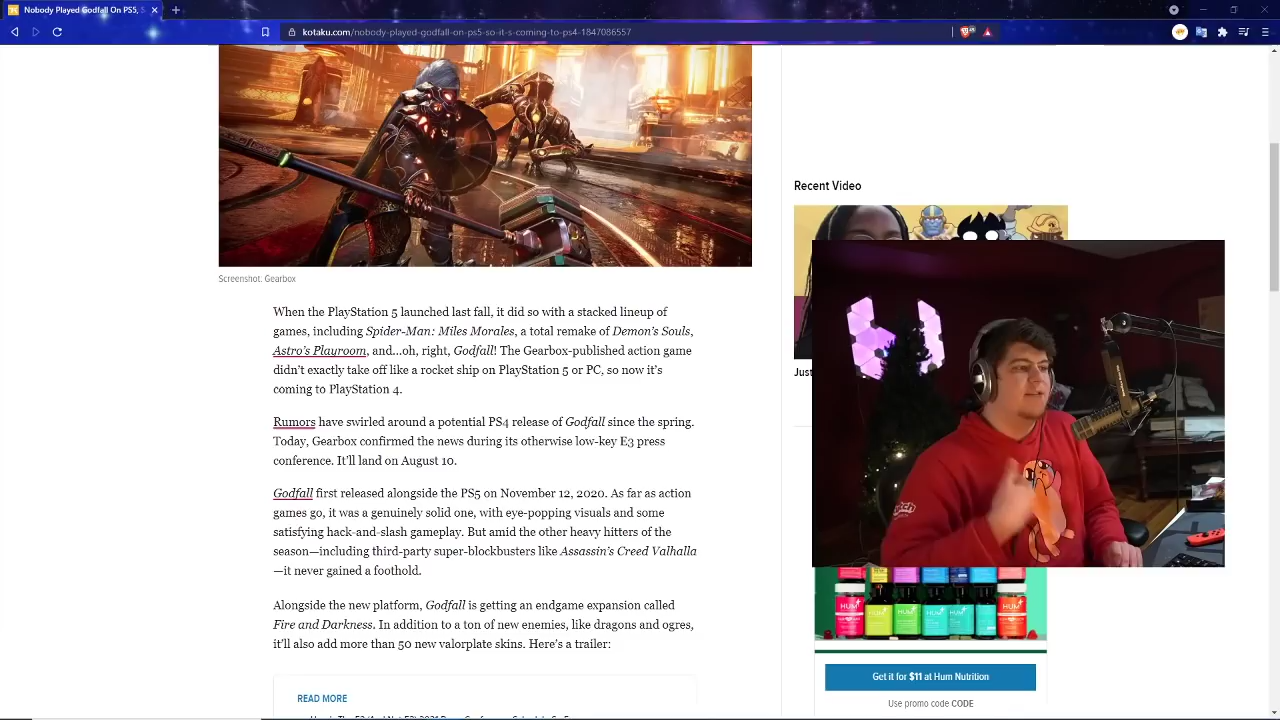 Nobody Played Godfall On PS5, S
kotaku.com/nobody-played-godfall-on-ps5-so-it-s-coming-to-ps4-1847086557
Screenshot: Gearbox
When the PlayStation 5 launched last fall, it did so with a stacked lineup of
games, including Spider-Man: Miles Morales, a total remake of Demon's Souls,
Astro's Playroom, and...oh, right, Godfall! The Gearbox-published action game
didn't exactly take off like a rocket ship on PlayStation 5 or PC, so now it's
coming to PlayStation 4.
Rumors have swirled around a potential PS4 release of Godfall since the spring.
Today, Gearbox confirmed the news during its otherwise low-key E3 press
conference. It'll land on August 10.
Godfall first released alongside the PS5 on November 12, 2020. As far as action
games go, it was a genuinely solid one, with eye-popping visuals and some
satisfying hack-and-slash gameplay. But amid the other heavy hitters of the
season—including third-party super-blockbusters like Assassin's Creed Valhalla
—it never gained a foothold.
Alongside the new platform, Godfall is getting an endgame expansion called
Fire and Darkness. In addition to a ton of new enemies, like dragons and ogres,
it'll also add more than 50 new valorplate skins. Here's a trailer:
READ MORE
Recent Video
Just
HUM HUM HUM HUM HUM HUM
Get it for $11 at Hum Nutrition
Use promo code CODE